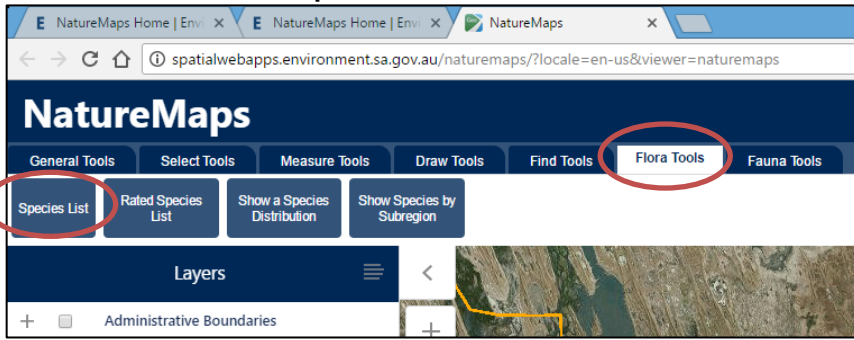 E NatureMaps Home | Envi × E NatureMaps Home | Envi × NatureMaps ×
spatialwebapps.environment.sa.gov.au/naturemaps/?locale=en-us&viewer=naturemaps
NatureMaps
General Tools Select Tools Measure Tools Draw Tools Find Tools Flora Tools Fauna Tools
Species List Rated Species List Show a Species Distribution Show Species by Subregion
Layers
Administrative Boundaries